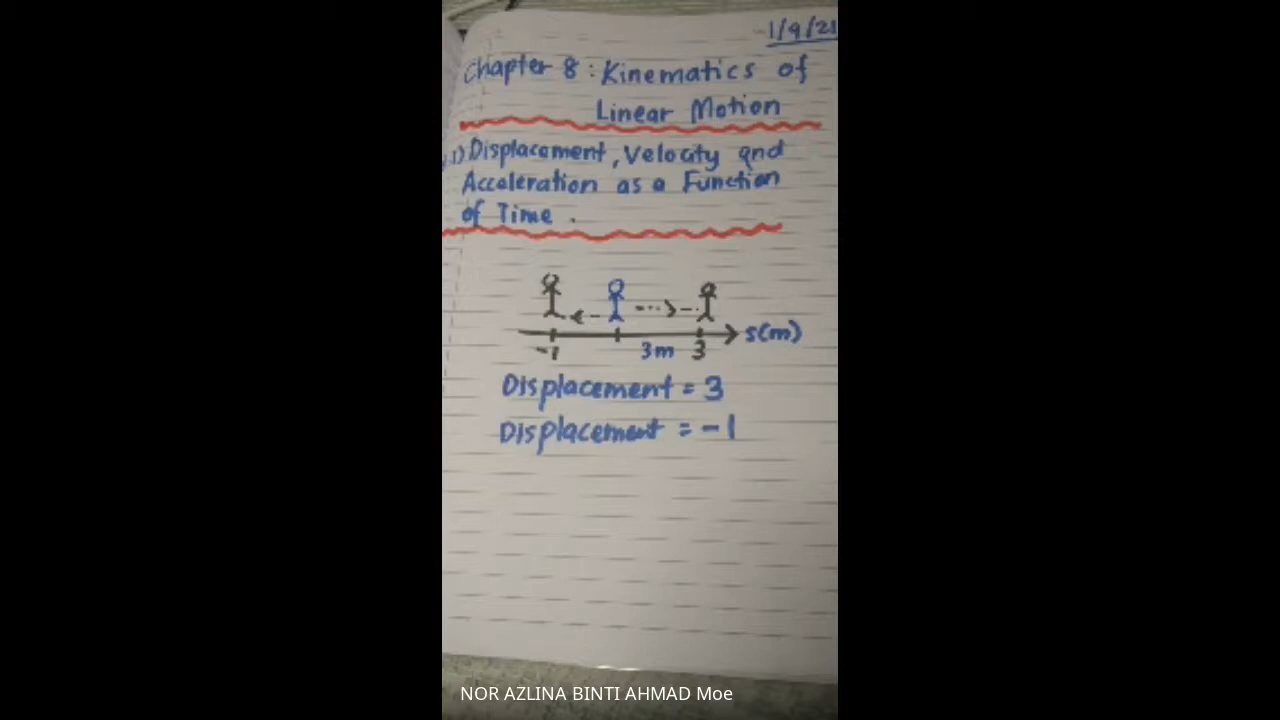 1/9/21
Chapter 8 : Kinematics of
Linear Motion
.1) Displacement, Velocity and
Acceleration as a Function
of Time .
s(m)
-1 3m 3
Displacement = 3
Displacement = -1
NOR AZLINA BINTI AHMAD Moe